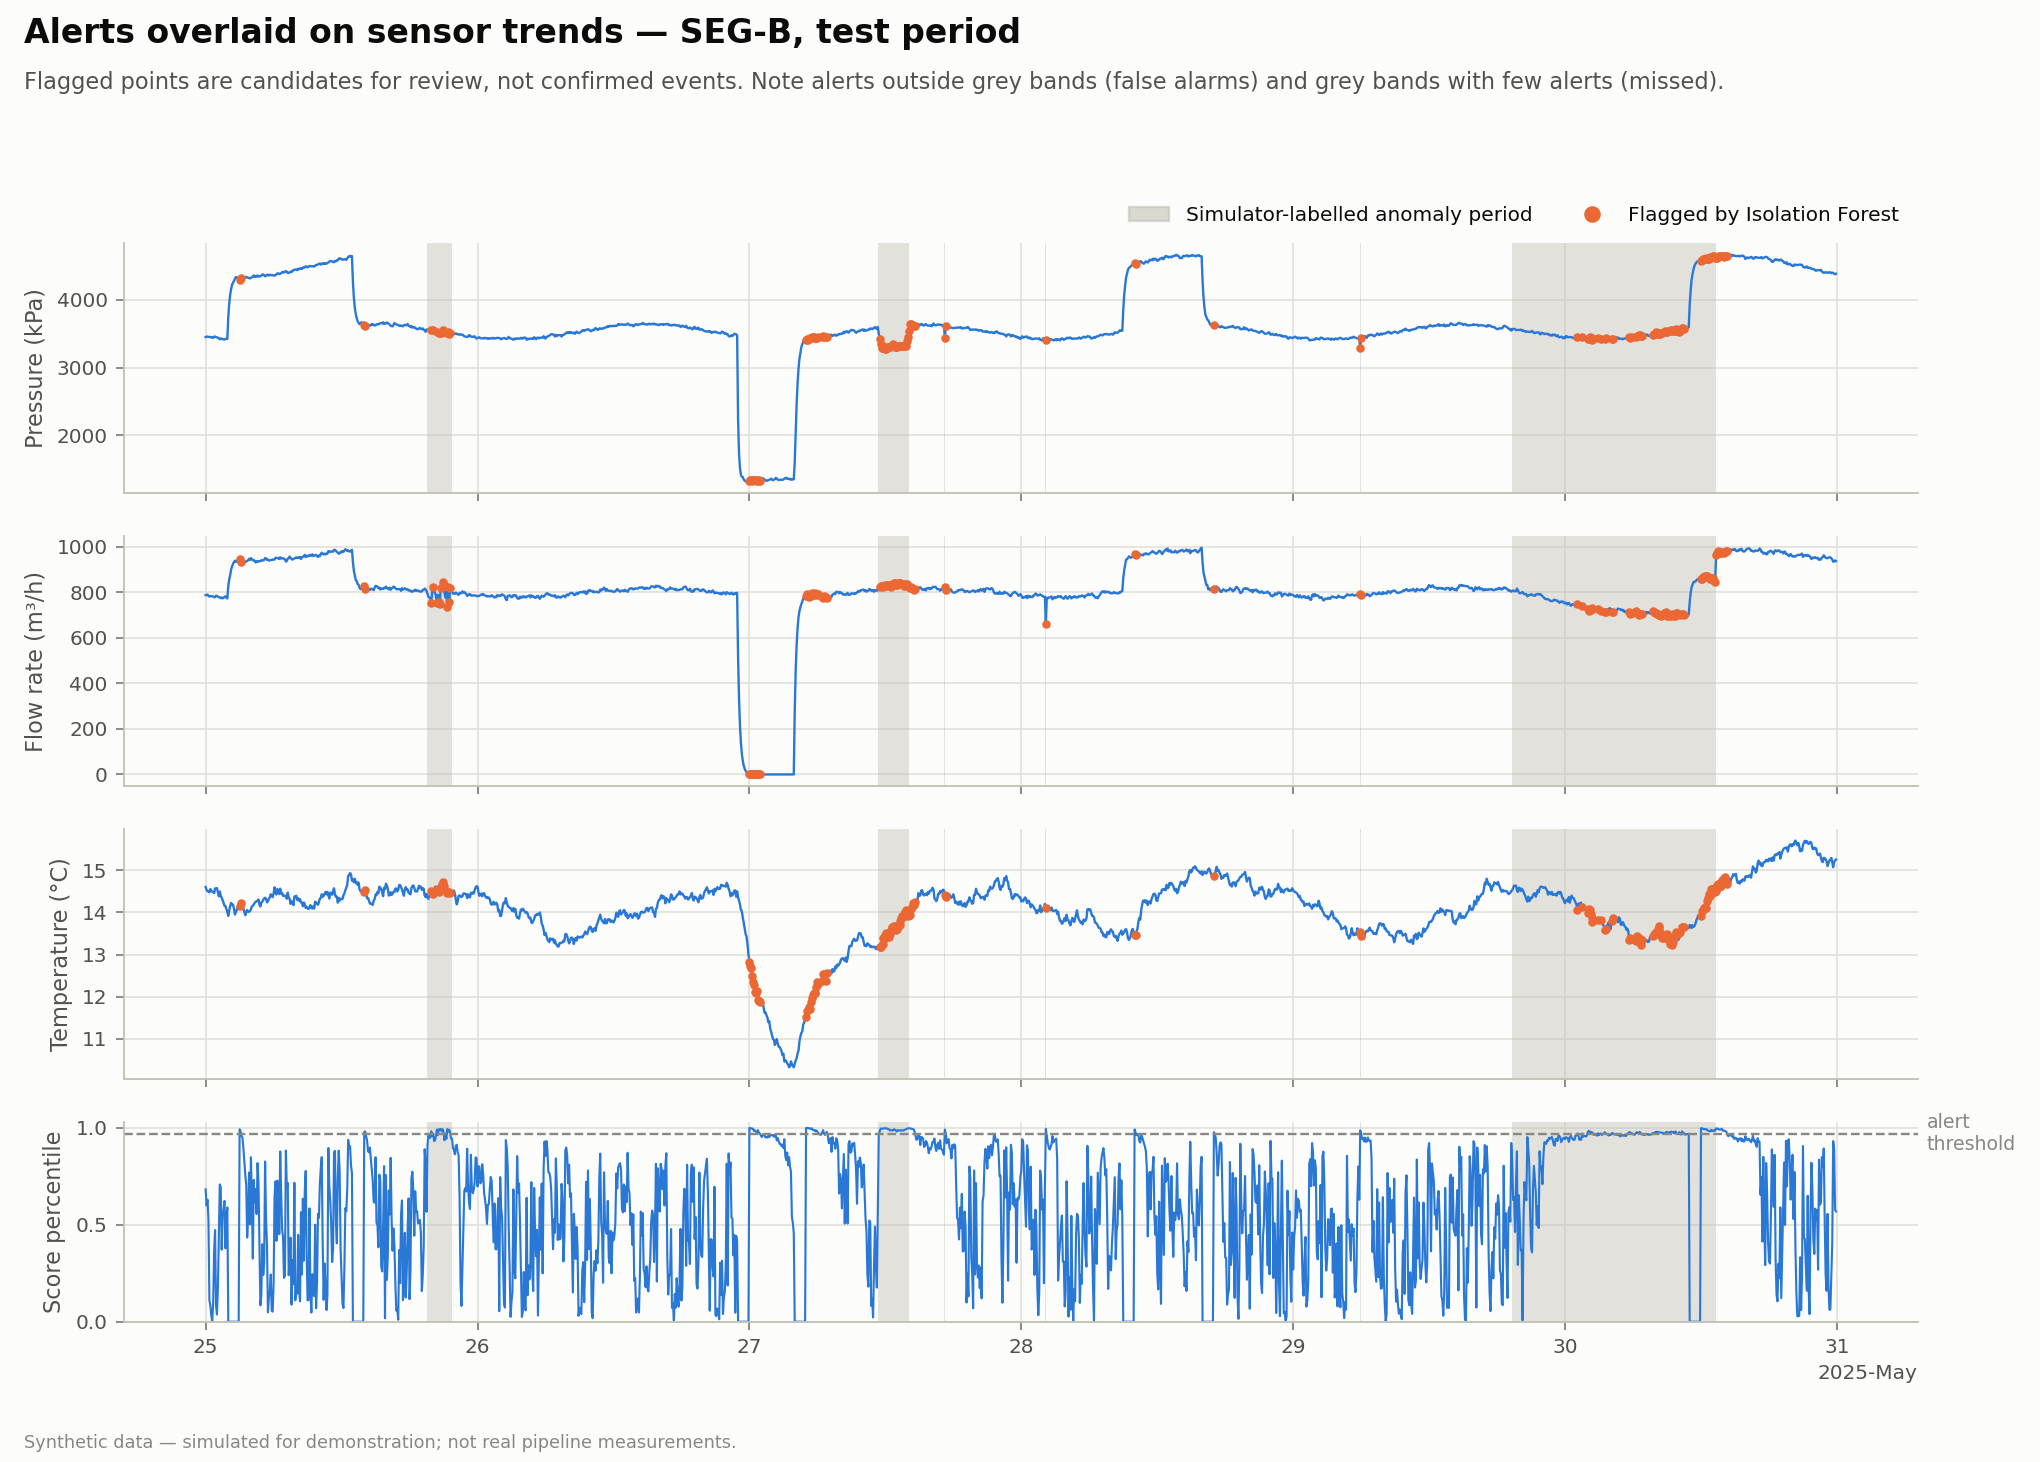 Alerts overlaid on sensor trends — SEG-B, test period
Flagged points are candidates for review, not confirmed events. Note alerts outside grey bands (false alarms) and grey bands with few alerts (missed).
Simulator-labelled anomaly period
Flagged by Isolation Forest
Pressure (kPa)
4000
3000
2000
Flow rate (m³/h)
1000
800
600
400
200
0
Temperature (°C)
15
14
13
12
11
Score percentile
1.0
0.5
0.0
alert
threshold
25
26
27
28
29
30
31
2025-May
Synthetic data — simulated for demonstration; not real pipeline measurements.